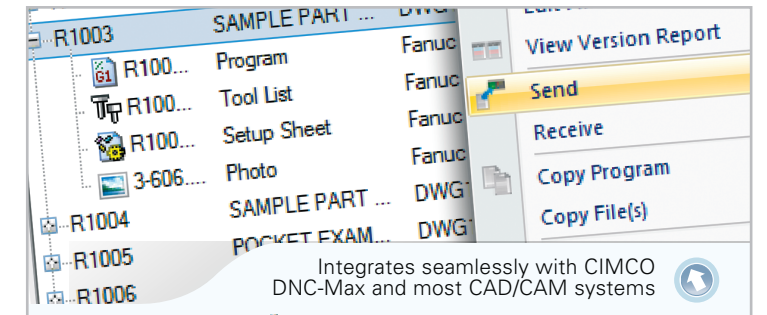 R1003 SAMPLE PART ...
R100... Program Fanuc
R100... Tool List Fanuc
R100... Setup Sheet Fanuc
3-606.... Photo Fanuc
R1004 SAMPLE PART ... DWG
R1005 POCKET EXAM... DWG
R1006
View Version Report
Send
Receive
Copy Program
Copy File(s)
Integrates seamlessly with CIMCO
DNC-Max and most CAD/CAM systems